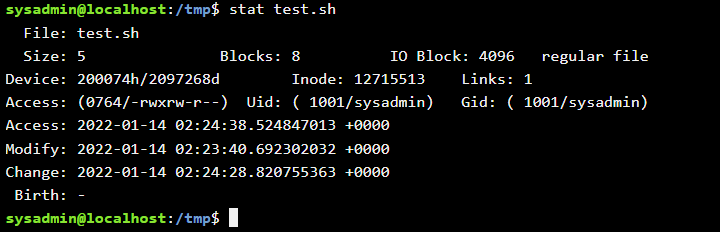 sysadmin@localhost:/tmp$ stat test.sh
  File: test.sh
  Size: 5               Blocks: 8          IO Block: 4096   regular file
Device: 200074h/2097268d        Inode: 12715513    Links: 1
Access: (0764/-rwxrw-r--)  Uid: ( 1001/sysadmin)   Gid: ( 1001/sysadmin)
Access: 2022-01-14 02:24:38.524847013 +0000
Modify: 2022-01-14 02:23:40.692302032 +0000
Change: 2022-01-14 02:24:28.820755363 +0000
 Birth: -
sysadmin@localhost:/tmp$